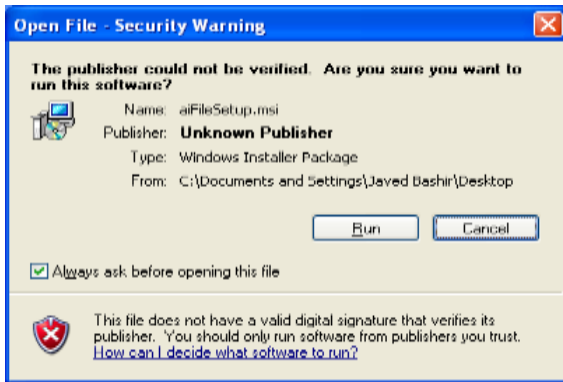 Open File - Security Warning
The publisher could not be verified. Are you sure you want to
run this software?
Name: aiFileSetup.msi
Publisher: Unknown Publisher
Type: Windows Installer Package
From: C:\Documents and Settings\Javed Bashir\Desktop
Run Cancel
Always ask before opening this file
This file does not have a valid digital signature that verifies its
publisher. You should only run software from publishers you trust.
How can I decide what software to run?